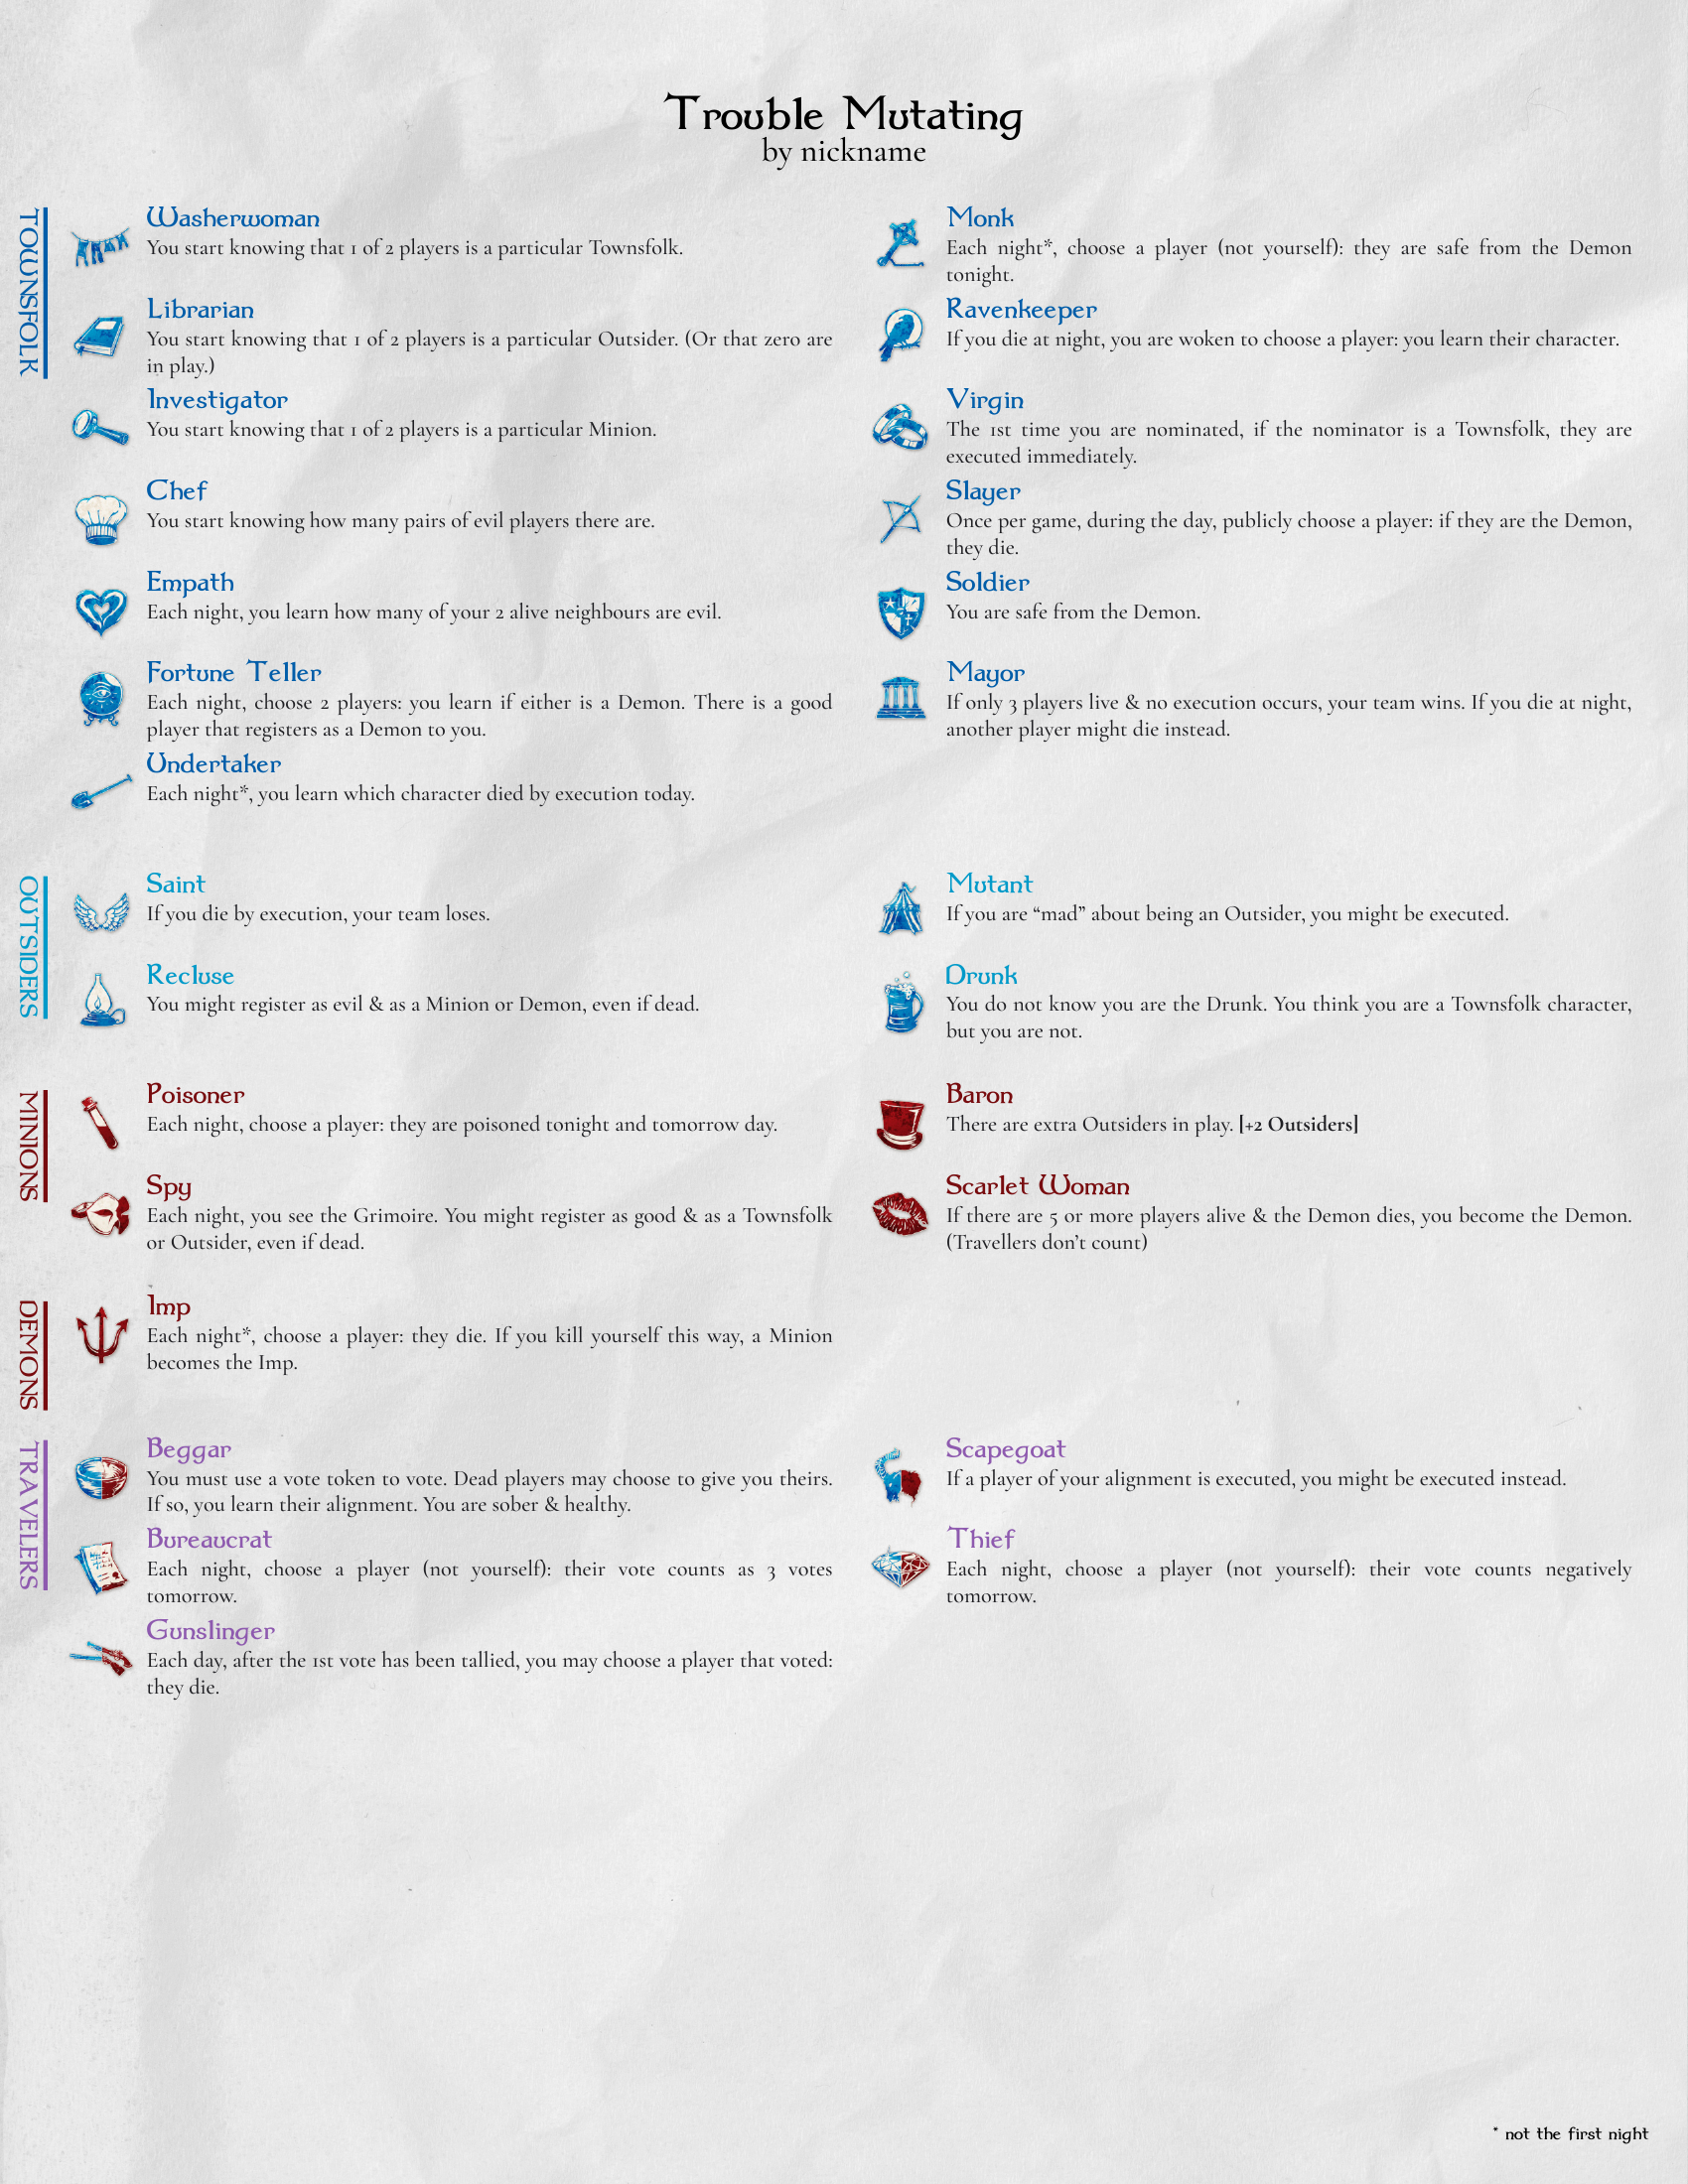 Trouble Mutating
by nickname
TOWNSFOLK
Washerwoman
You start knowing that 1 of 2 players is a particular Townsfolk.
Librarian
You start knowing that 1 of 2 players is a particular Outsider. (Or that zero are
in play.)
Investigator
You start knowing that 1 of 2 players is a particular Minion.
Chef
You start knowing how many pairs of evil players there are.
Empath
Each night, you learn how many of your 2 alive neighbours are evil.
Fortune Teller
Each night, choose 2 players: you learn if either is a Demon. There is a good
player that registers as a Demon to you.
Undertaker
Each night*, you learn which character died by execution today.
Monk
Each night*, choose a player (not yourself): they are safe from the Demon
tonight.
Ravenkeeper
If you die at night, you are woken to choose a player: you learn their character.
Virgin
The 1st time you are nominated, if the nominator is a Townsfolk, they are
executed immediately.
Slayer
Once per game, during the day, publicly choose a player: if they are the Demon,
they die.
Soldier
You are safe from the Demon.
Mayor
If only 3 players live & no execution occurs, your team wins. If you die at night,
another player might die instead.
OUTSIDERS
Saint
If you die by execution, your team loses.
Recluse
You might register as evil & as a Minion or Demon, even if dead.
Mutant
If you are “mad” about being an Outsider, you might be executed.
Drunk
You do not know you are the Drunk. You think you are a Townsfolk character,
but you are not.
MINIONS
Poisoner
Each night, choose a player: they are poisoned tonight and tomorrow day.
Spy
Each night, you see the Grimoire. You might register as good & as a Townsfolk
or Outsider, even if dead.
Baron
There are extra Outsiders in play. [+2 Outsiders]
Scarlet Woman
If there are 5 or more players alive & the Demon dies, you become the Demon.
(Travellers don’t count)
DEMONS
Imp
Each night*, choose a player: they die. If you kill yourself this way, a Minion
becomes the Imp.
TRAVELERS
Beggar
You must use a vote token to vote. Dead players may choose to give you theirs.
If so, you learn their alignment. You are sober & healthy.
Bureaucrat
Each night, choose a player (not yourself): their vote counts as 3 votes
tomorrow.
Gunslinger
Each day, after the 1st vote has been tallied, you may choose a player that voted:
they die.
Scapegoat
If a player of your alignment is executed, you might be executed instead.
Thief
Each night, choose a player (not yourself): their vote counts negatively
tomorrow.
* not the first night